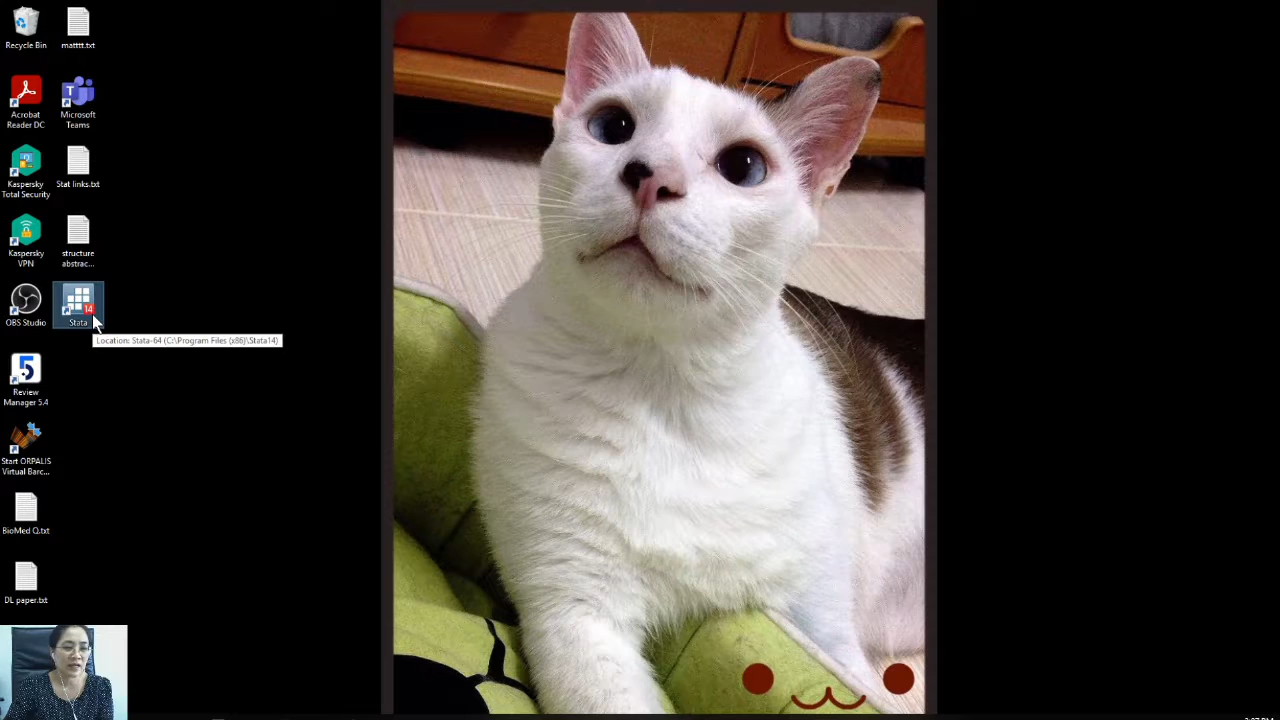 Recycle Bin
matttt.txt
Acrobat
Reader DC
Microsoft
Teams
Kaspersky
Total Security
Stat links.txt
Kaspersky
VPN
structure
abstrac...
OBS Studio
14
Stata
Location: Stata-64 (C:\Program Files (x86)\Stata14)
5
Review
Manager 5.4
Start ORPALIS
Virtual Barc...
BioMed Q.txt
DL paper.txt